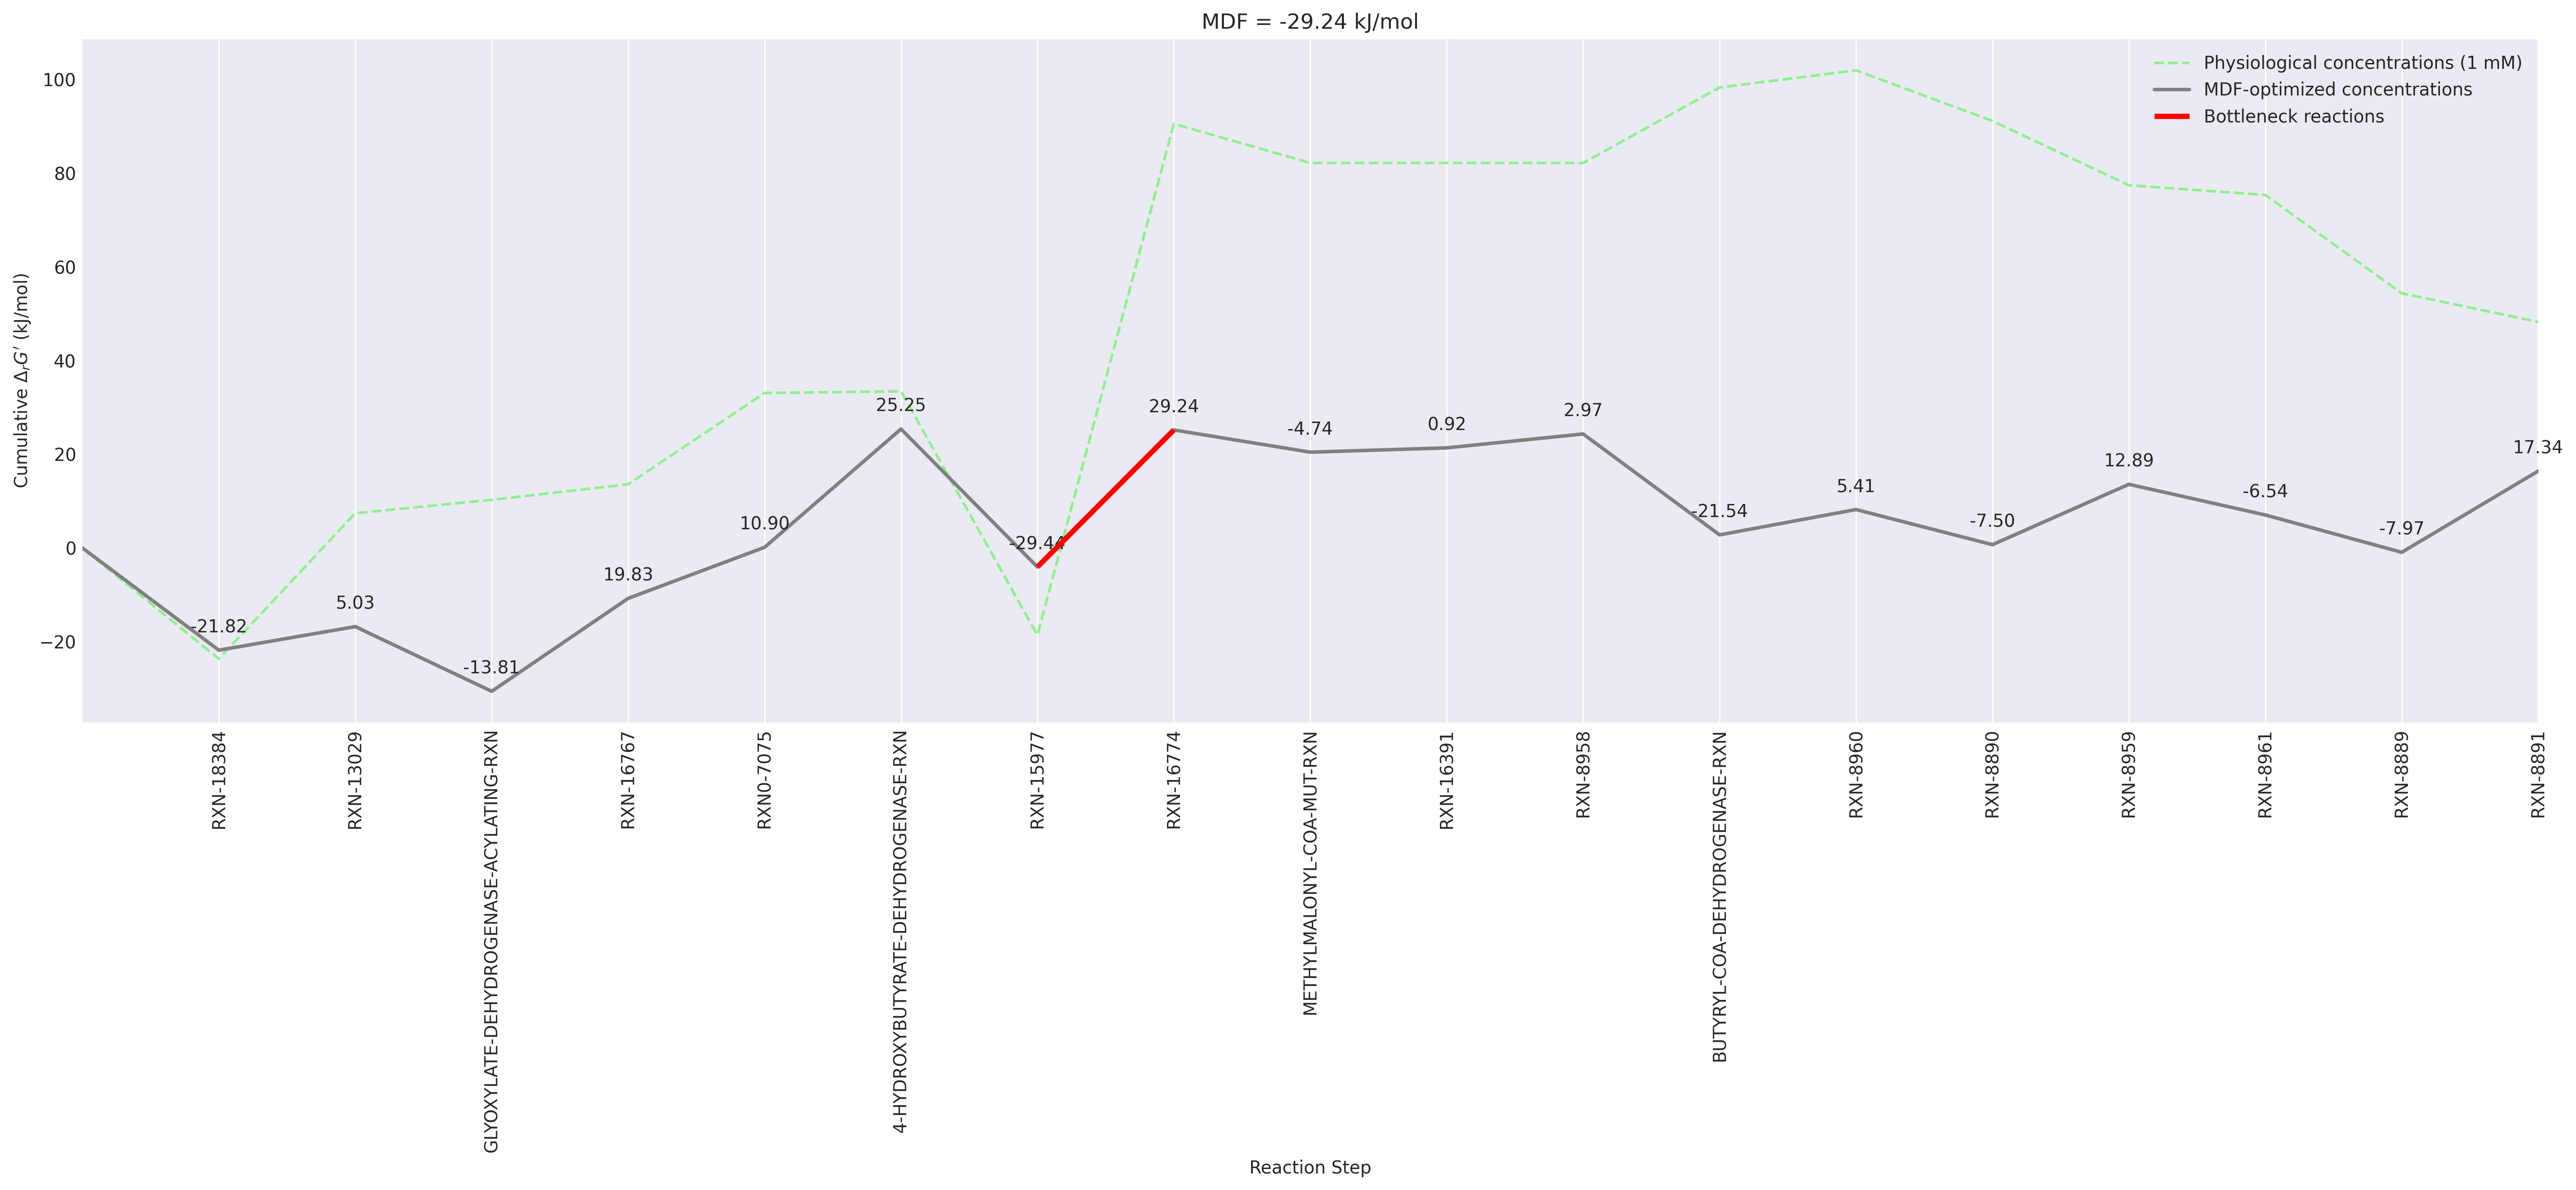 MDF = -29.24 kJ/mol
Cumulative ΔrG′ (kJ/mol)
100
80
60
40
20
0
−20
Physiological concentrations (1 mM)
MDF-optimized concentrations
Bottleneck reactions
-21.82
5.03
-13.81
19.83
10.90
25.25
-29.44
29.24
-4.74
0.92
2.97
-21.54
5.41
-7.50
12.89
-6.54
-7.97
17.34
RXN-18384
RXN-13029
GLYOXYLATE-DEHYDROGENASE-ACYLATING-RXN
RXN-16767
RXN0-7075
4-HYDROXYBUTYRATE-DEHYDROGENASE-RXN
RXN-15977
RXN-16774
METHYLMALONYL-COA-MUT-RXN
RXN-16391
RXN-8958
BUTYRYL-COA-DEHYDROGENASE-RXN
RXN-8960
RXN-8890
RXN-8959
RXN-8961
RXN-8889
RXN-8891
Reaction Step